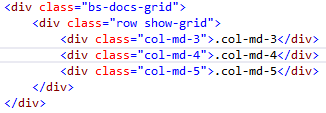 <div class="bs-docs-grid">
    <div class="row show-grid">
        <div class="col-md-3">.col-md-3</div>
        <div class="col-md-4">.col-md-4</div>
        <div class="col-md-5">.col-md-5</div>
    </div>
</div>